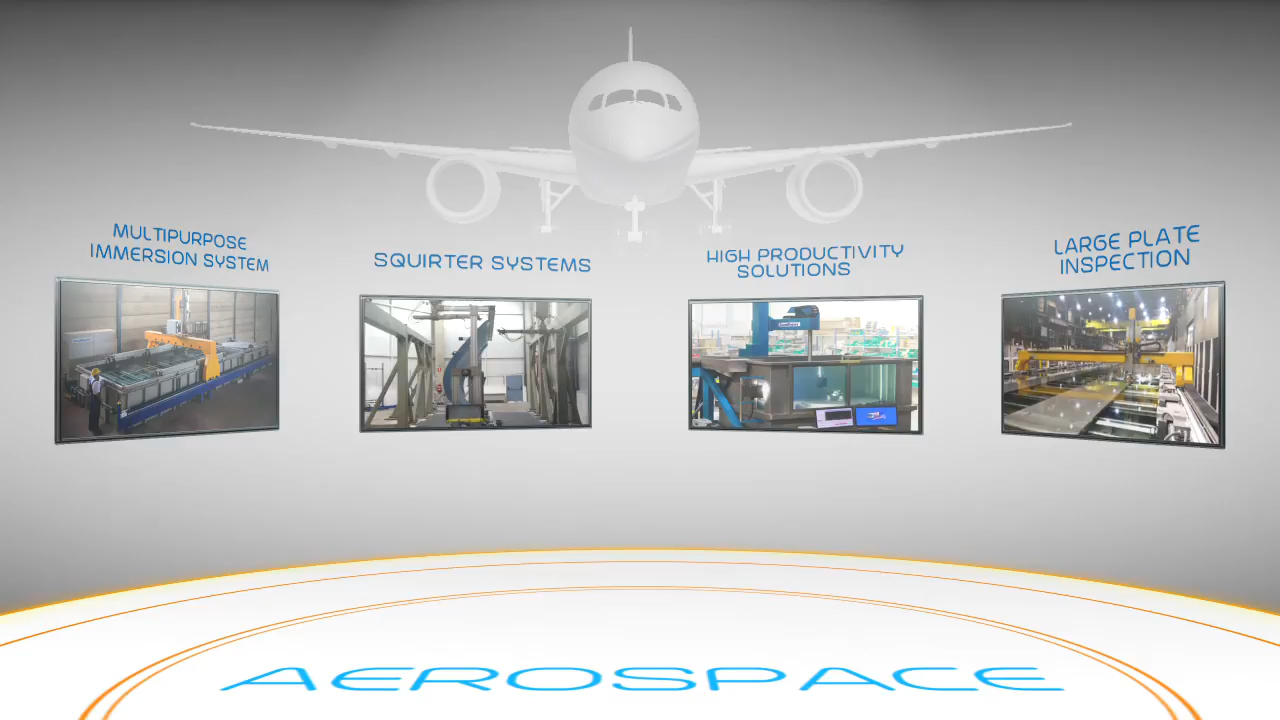 MULTIPURPOSE
IMMERSION SYSTEM
SQUIRTER SYSTEMS
HIGH PRODUCTIVITY
SOLUTIONS
LARGE PLATE
INSPECTION
AEROSPACE